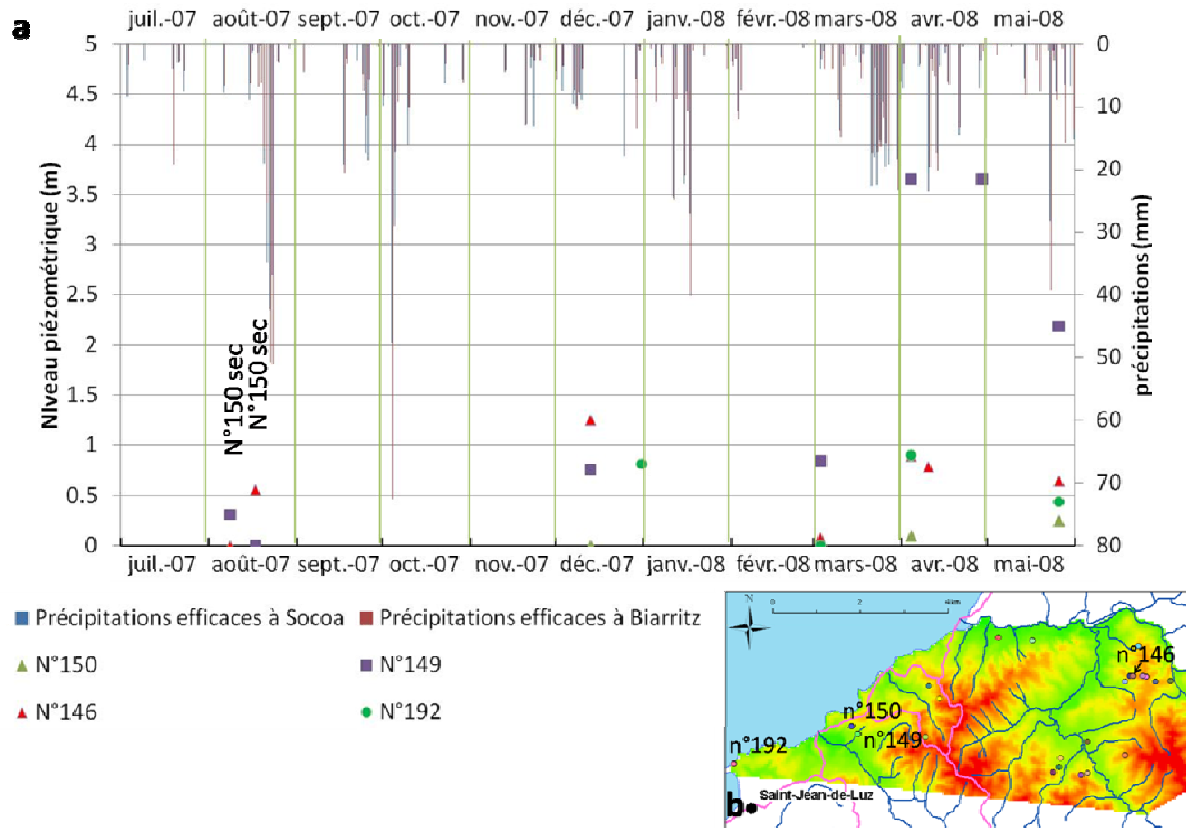 a
juil.-07 août-07 sept.-07 oct.-07 nov.-07 déc.-07 janv.-08 févr.-08 mars-08 avr.-08 mai-08
5 0
4.5 10
4 20
3.5 30
3 40
2.5 50
2 60
1.5 70
1 80
0.5
0
NIveau piézométrique (m)
précipitations (mm)
N°150 sec
N°150 sec
juil.-07 août-07 sept.-07 oct.-07 nov.-07 déc.-07 janv.-08 févr.-08 mars-08 avr.-08 mai-08
Précipitations efficaces à Socoa
Précipitations efficaces à Biarritz
N°150
N°149
N°146
N°192
N
0 2 4 km
n°146
n°150
n°149
n°192
Saint-Jean-de-Luz
b